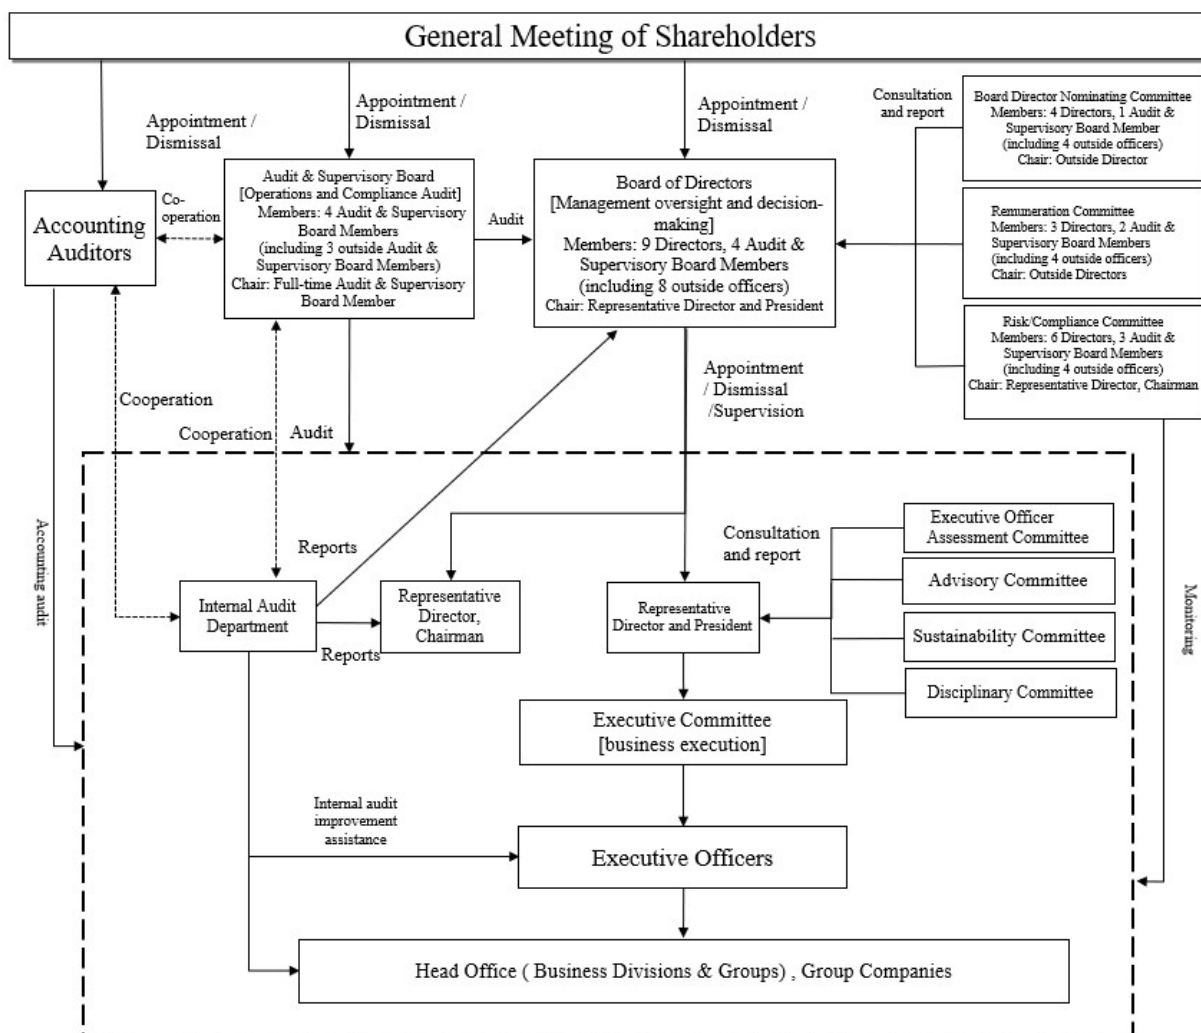 General Meeting of Shareholders
Appointment /
Dismissal
Appointment /
Dismissal
Appointment /
Dismissal
Consultation
and report
Board Director Nominating Committee
Members: 4 Directors, 1 Audit &
Supervisory Board Member
(including 4 outside officers)
Chair: Outside Director
Accounting
Auditors
Co-
operation
Audit & Supervisory Board
[Operations and Compliance Audit]
Members: 4 Audit & Supervisory
Board Members
(including 3 outside Audit &
Supervisory Board Members)
Chair: Full-time Audit & Supervisory
Board Member
Audit
Board of Directors
[Management oversight and decision-
making]
Members: 9 Directors, 4 Audit &
Supervisory Board Members
(including 8 outside officers)
Chair: Representative Director and President
Remuneration Committee
Members: 3 Directors, 2 Audit &
Supervisory Board Members
(including 4 outside officers)
Chair: Outside Directors
Risk/Compliance Committee
Members: 6 Directors, 3 Audit &
Supervisory Board Members
(including 4 outside officers)
Chair: Representative Director, Chairman
Cooperation
Cooperation
Audit
Appointment
/ Dismissal
/Supervision
Accounting audit
Reports
Consultation
and report
Executive Officer
Assessment Committee
Advisory Committee
Sustainability Committee
Disciplinary Committee
Monitoring
Internal Audit
Department
Reports
Representative
Director,
Chairman
Representative
Director and President
Executive Committee
[business execution]
Internal audit
improvement
assistance
Executive Officers
Head Office ( Business Divisions & Groups) , Group Companies